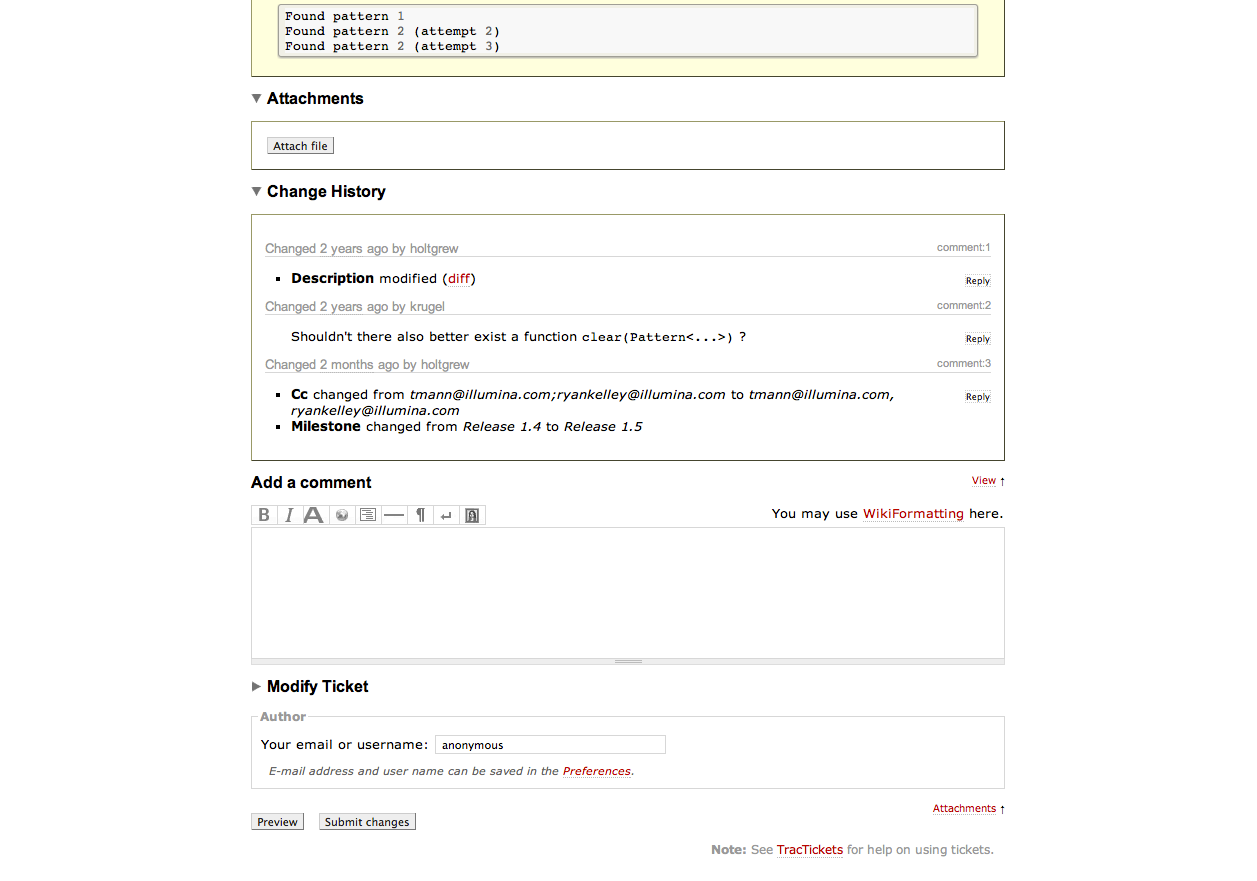 Found pattern 1
Found pattern 2 (attempt 2)
Found pattern 2 (attempt 3)
▼ Attachments
Attach file
▼ Change History
Changed 2 years ago by holtgrew comment:1
▪ Description modified (diff) Reply
Changed 2 years ago by krugel comment:2
Shouldn't there also better exist a function clear(Pattern<...>) ? Reply
Changed 2 months ago by holtgrew comment:3
▪ Cc changed from tmann@illumina.com;ryankelley@illumina.com to tmann@illumina.com, Reply
ryankelley@illumina.com
▪ Milestone changed from Release 1.4 to Release 1.5
Add a comment View ↑
B I A ¶ ↵ You may use WikiFormatting here.
▶ Modify Ticket
Author
Your email or username: anonymous
E-mail address and user name can be saved in the Preferences.
Attachments ↑
Preview Submit changes
Note: See TracTickets for help on using tickets.